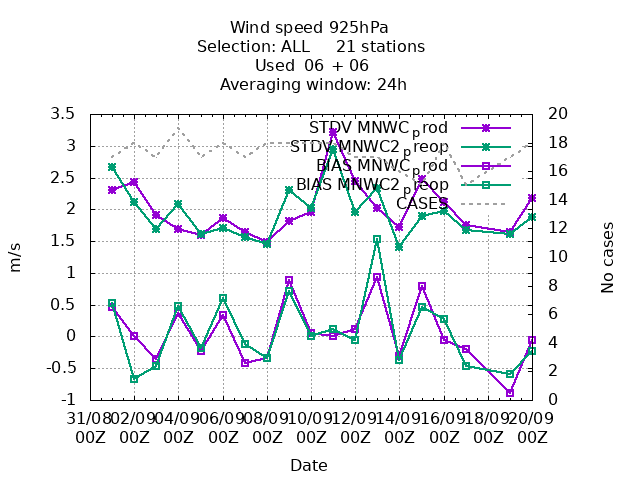 Wind speed 925hPa
Selection: ALL 21 stations
Used 06 + 06
Averaging window: 24h
STDV MNWC_prod
STDV MNWC2_preop
BIAS MNWC_prod
BIAS MNWC2_preop
CASES
3.5
3
2.5
2
1.5
1
0.5
0
-0.5
-1
m/s
20
18
16
14
12
10
8
6
4
2
0
No cases
31/08 02/09 04/09 06/09 08/09 10/09 12/09 14/09 16/09 18/09 20/09
00Z 00Z 00Z 00Z 00Z 00Z 00Z 00Z 00Z 00Z 00Z
Date